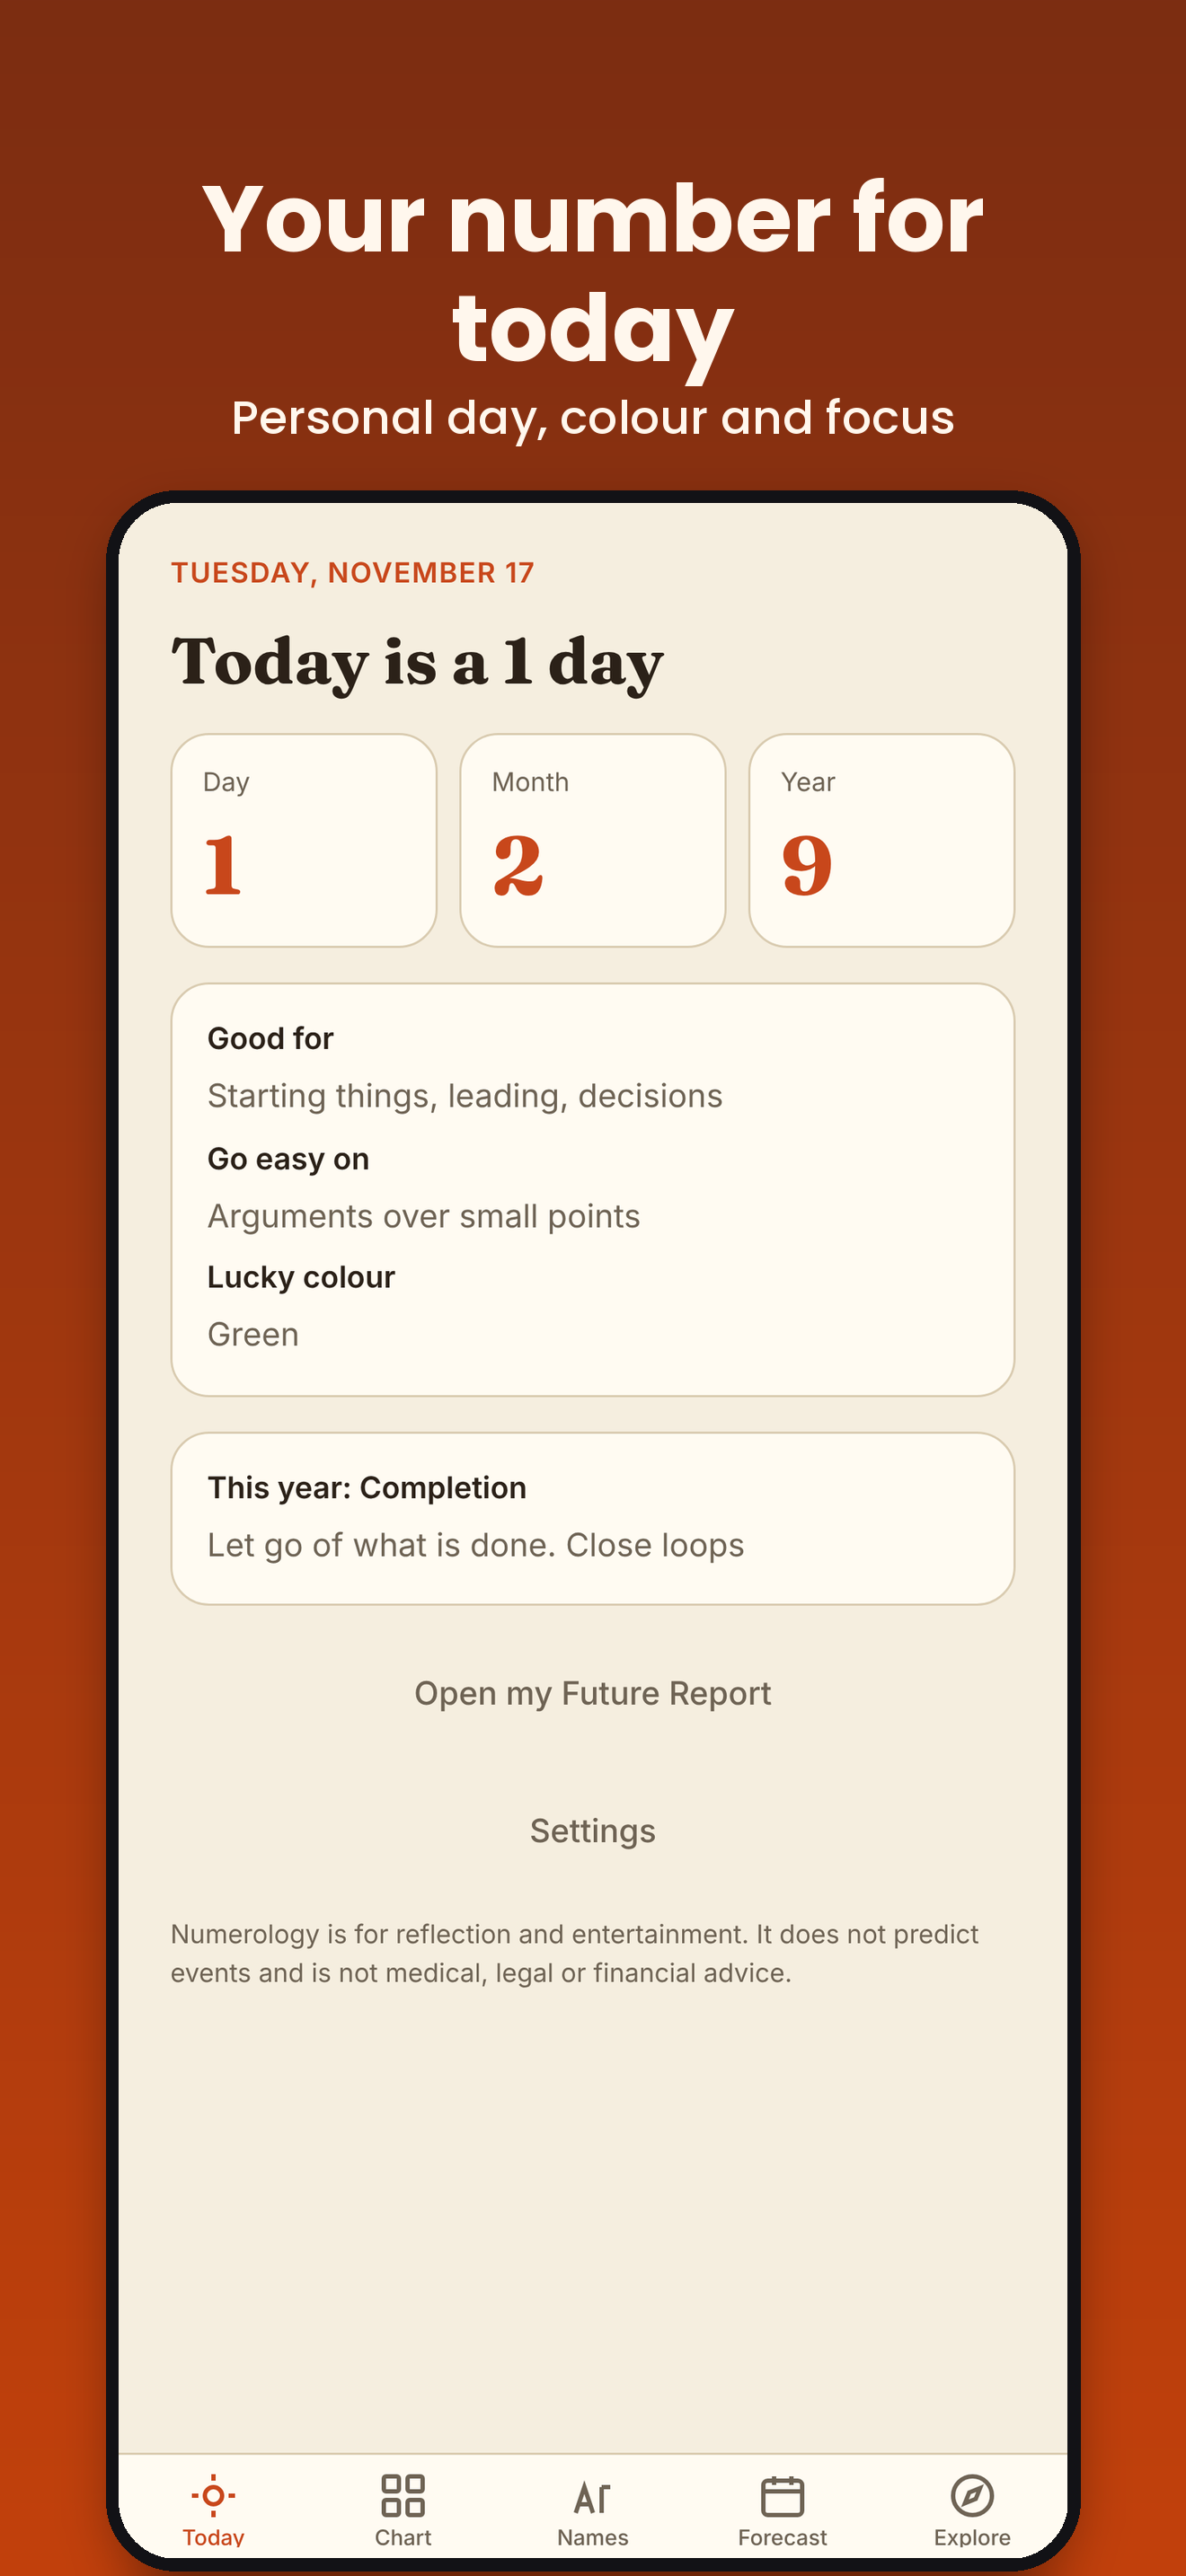 Your number for
today
Personal day, colour and focus
TUESDAY, NOVEMBER 17
Today is a 1 day
Day
Month
Year
1
2
9
Good for
Starting things, leading, decisions
Go easy on
Arguments over small points
Lucky colour
Green
This year: Completion
Let go of what is done. Close loops
Open my Future Report
Settings
Numerology is for reflection and entertainment. It does not predict
events and is not medical, legal or financial advice.
Today
Chart
Names
Forecast
Explore